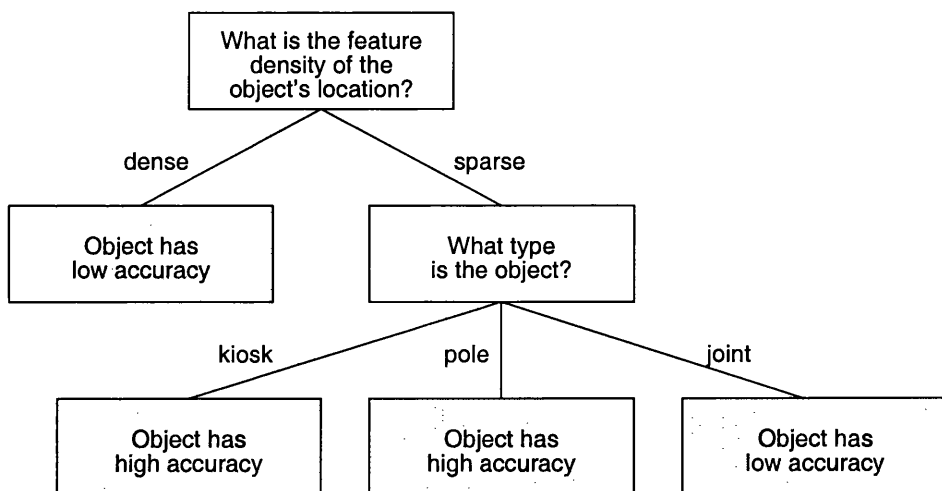 What is the feature
density of the
object's location?
dense
sparse
Object has
low accuracy
What type
is the object?
kiosk
pole
joint
Object has
high accuracy
Object has
high accuracy
Object has
low accuracy